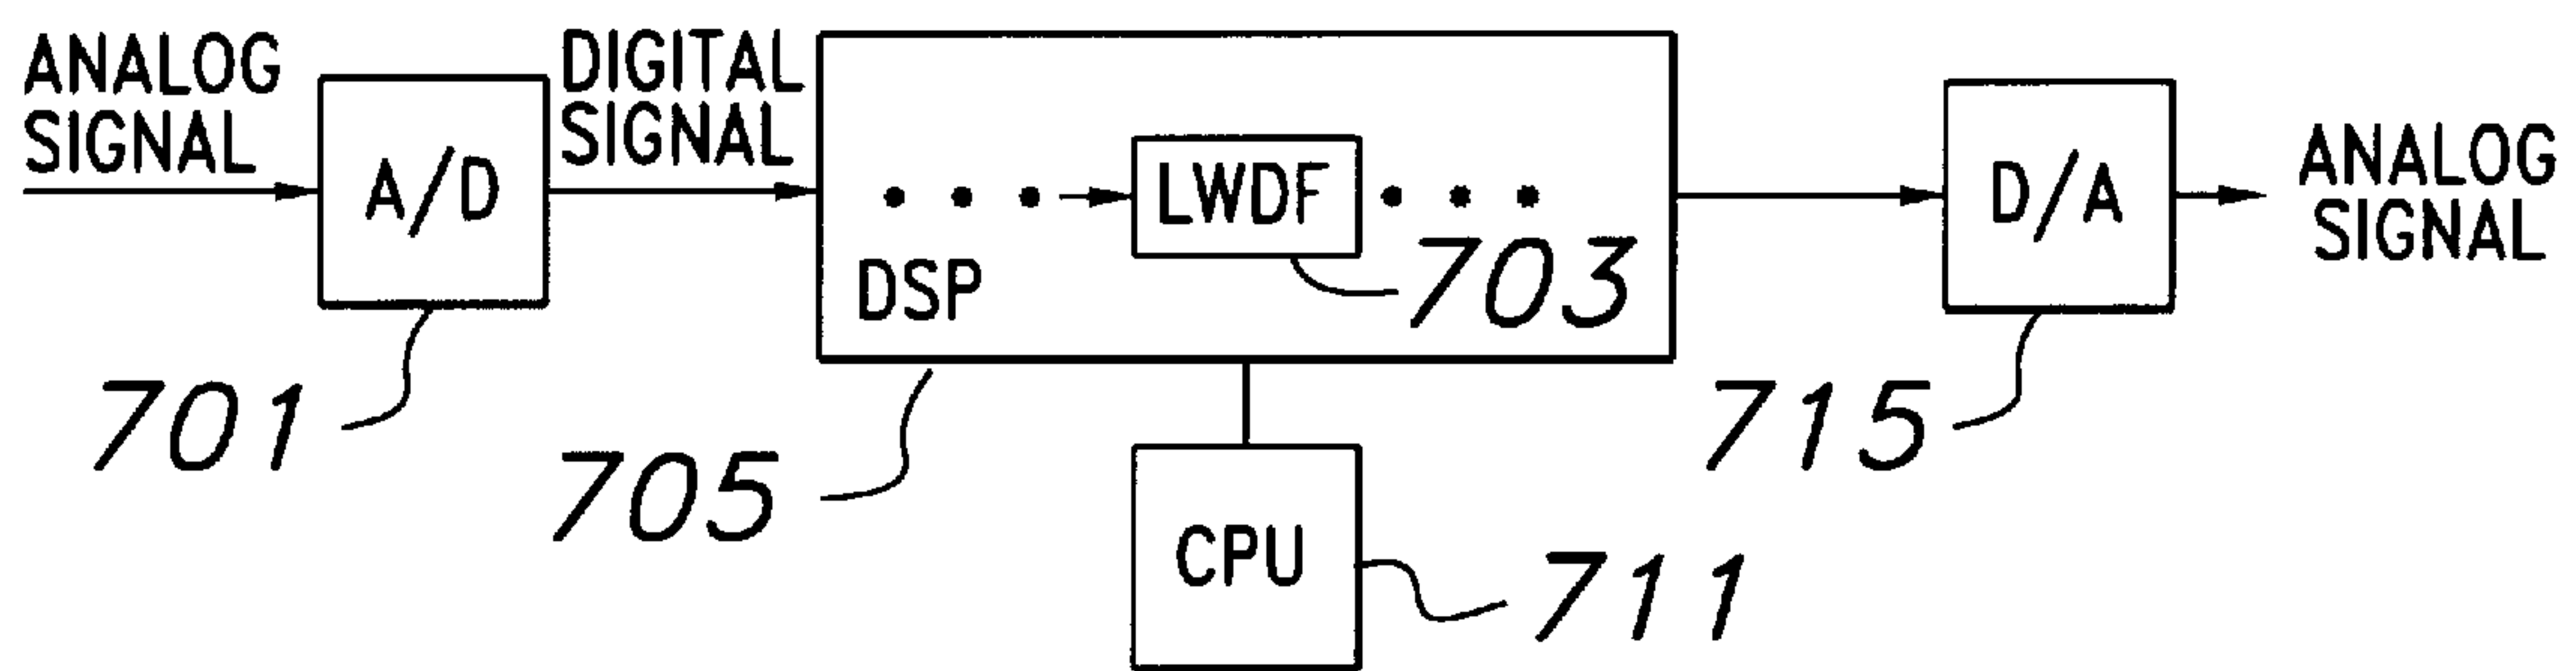 ANALOG
SIGNAL
A/D
701
DIGITAL
SIGNAL
DSP
LWDF
703
705
CPU
711
D/A
715
ANALOG
SIGNAL